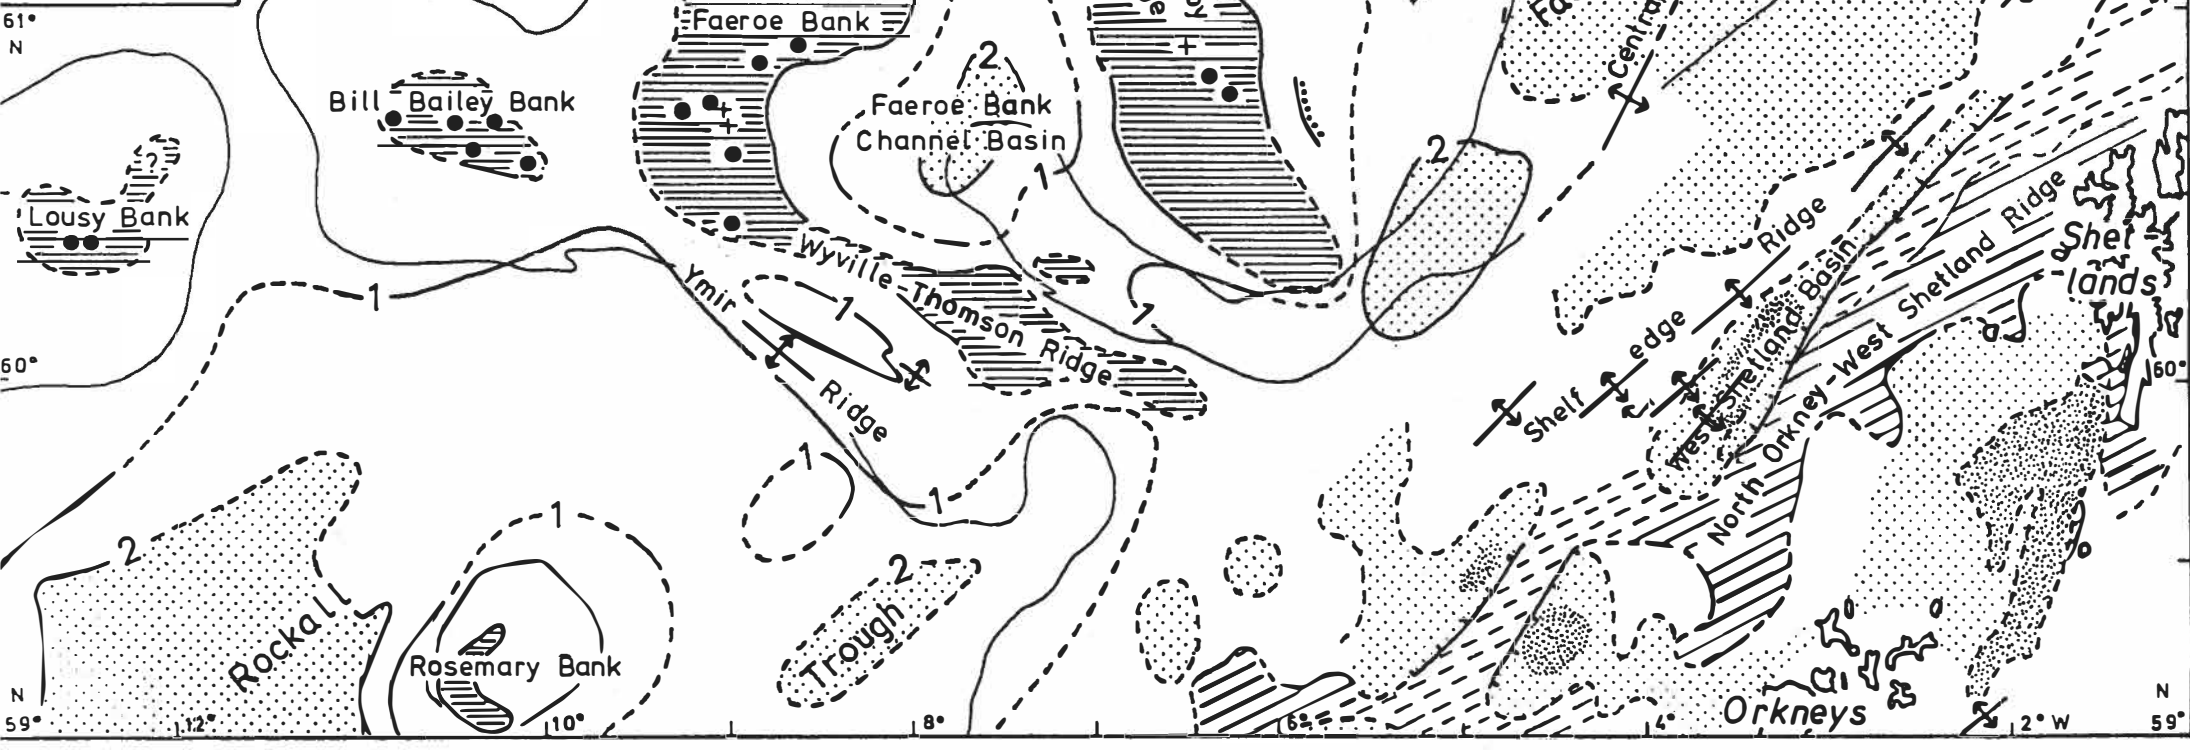 61°
N
Faeroe Bank
Central
Bill Bailey Bank
2
Faeroe Bank
Channel Basin
1
2
?
Lousy Bank
Shet-
lands
Ridge
edge
Shelf
West Shetland Basin
North Orkney-West Shetland Ridge
Wyville-Thomson Ridge
Ymir
Ridge
1
1
1
60°
60°
1
1
1
2
2
Rockall
Trough
Rosemary Bank
Orkneys
N
59°
12°
10°
8°
6°
4°
2° W
N
59°